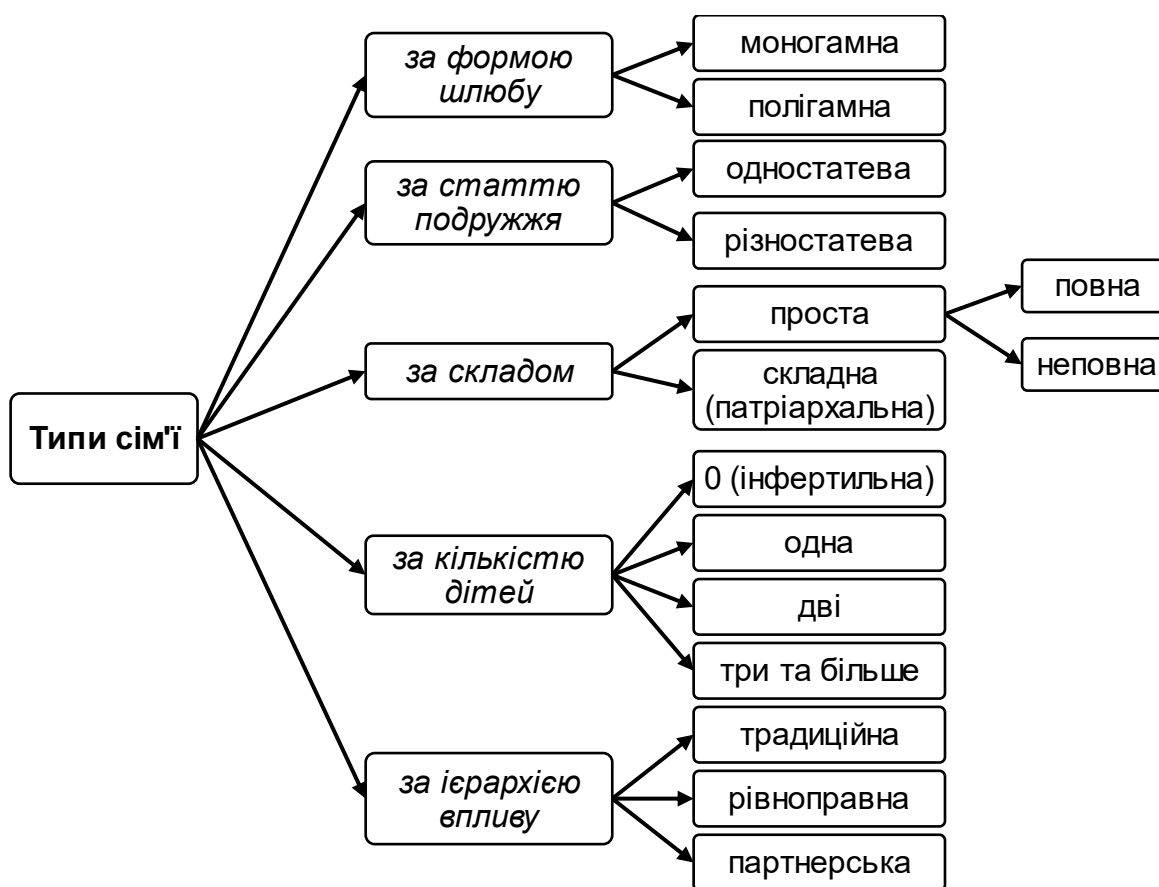 Типи сім'ї
за формою
шлюбу
моногамна
полігамна
за статтю
подружжя
одностатева
різностатева
за складом
проста
повна
неповна
складна
(патріархальна)
за кількістю
дітей
0 (інфертильна)
одна
дві
три та більше
за ієрархією
впливу
традиційна
рівноправна
партнерська